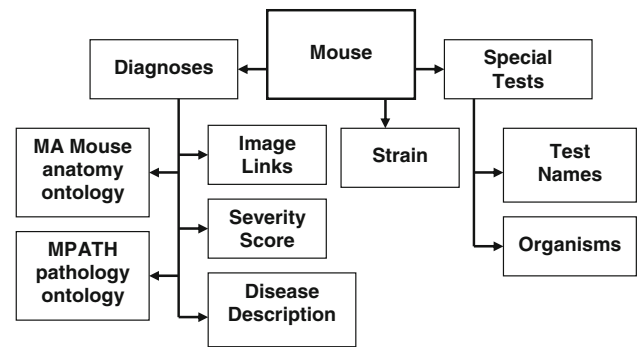 Mouse
Diagnoses
Special
Tests
MA Mouse
anatomy
ontology
Image
Links
Strain
Test
Names
MPATH
pathology
ontology
Severity
Score
Organisms
Disease
Description